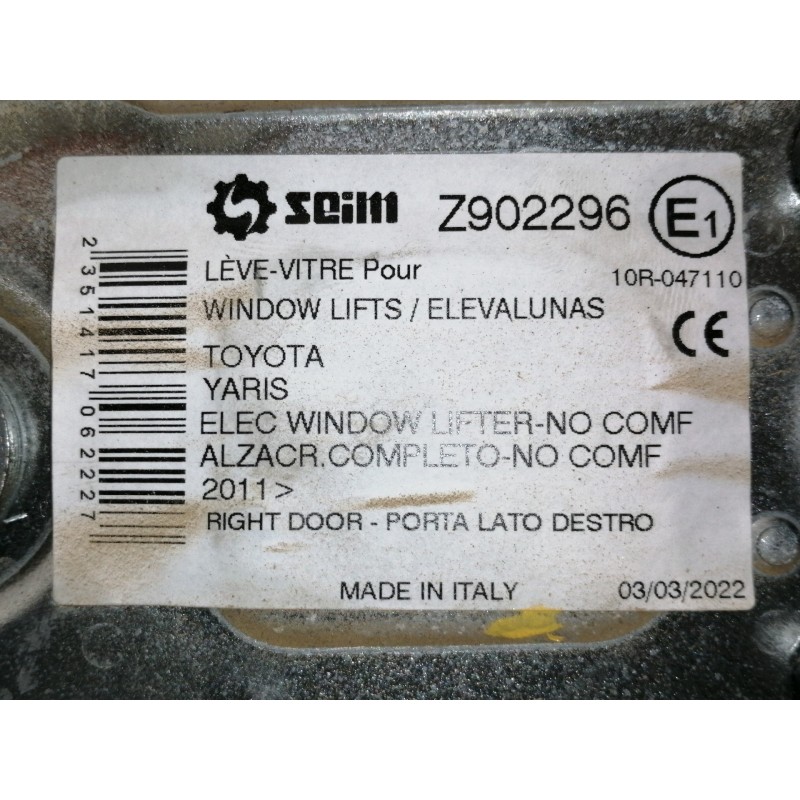 seim Z902296 E1
LÈVE-VITRE Pour 10R-047110
WINDOW LIFTS / ELEVALUNAS CE
TOYOTA
YARIS
ELEC WINDOW LIFTER-NO COMF
ALZACR.COMPLETO-NO COMF
2011>
RIGHT DOOR - PORTA LATO DESTRO
MADE IN ITALY 03/03/2022
2351417062227